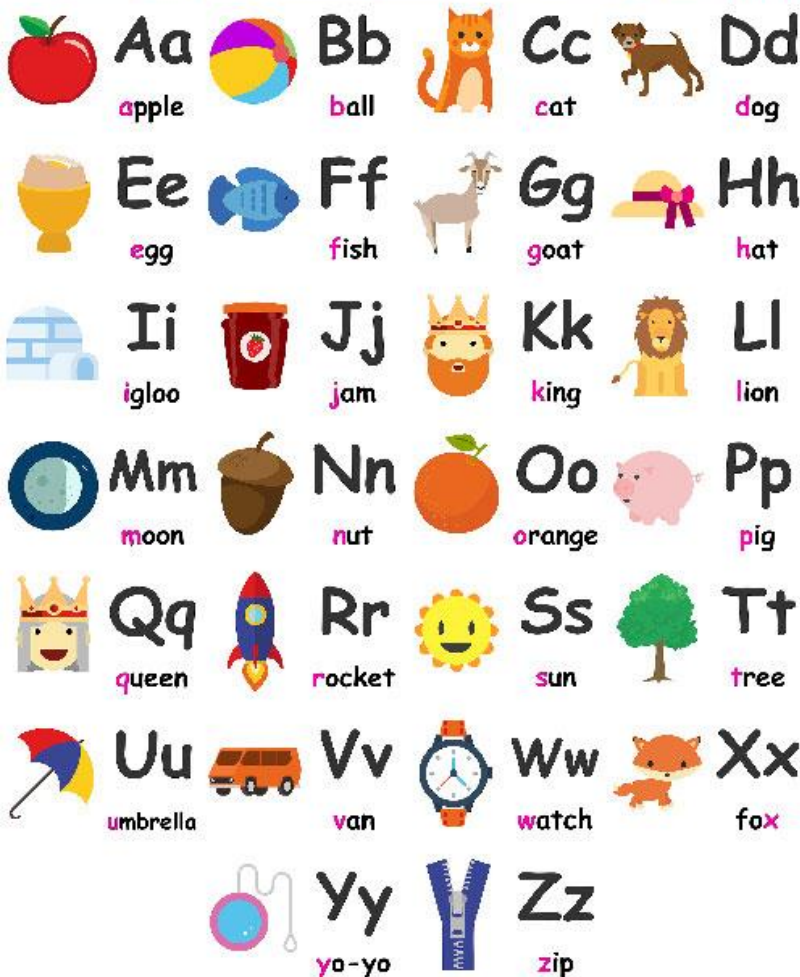 Aa Bb Cc Dd
apple ball cat dog
Ee Ff Gg Hh
egg fish goat hat
Ii Jj Kk Ll
igloo jam king lion
Mm Nn Oo Pp
moon nut orange pig
Qq Rr Ss Tt
queen rocket sun tree
Uu Vv Ww Xx
umbrella van watch fox
Yy Zz
yo-yo zip